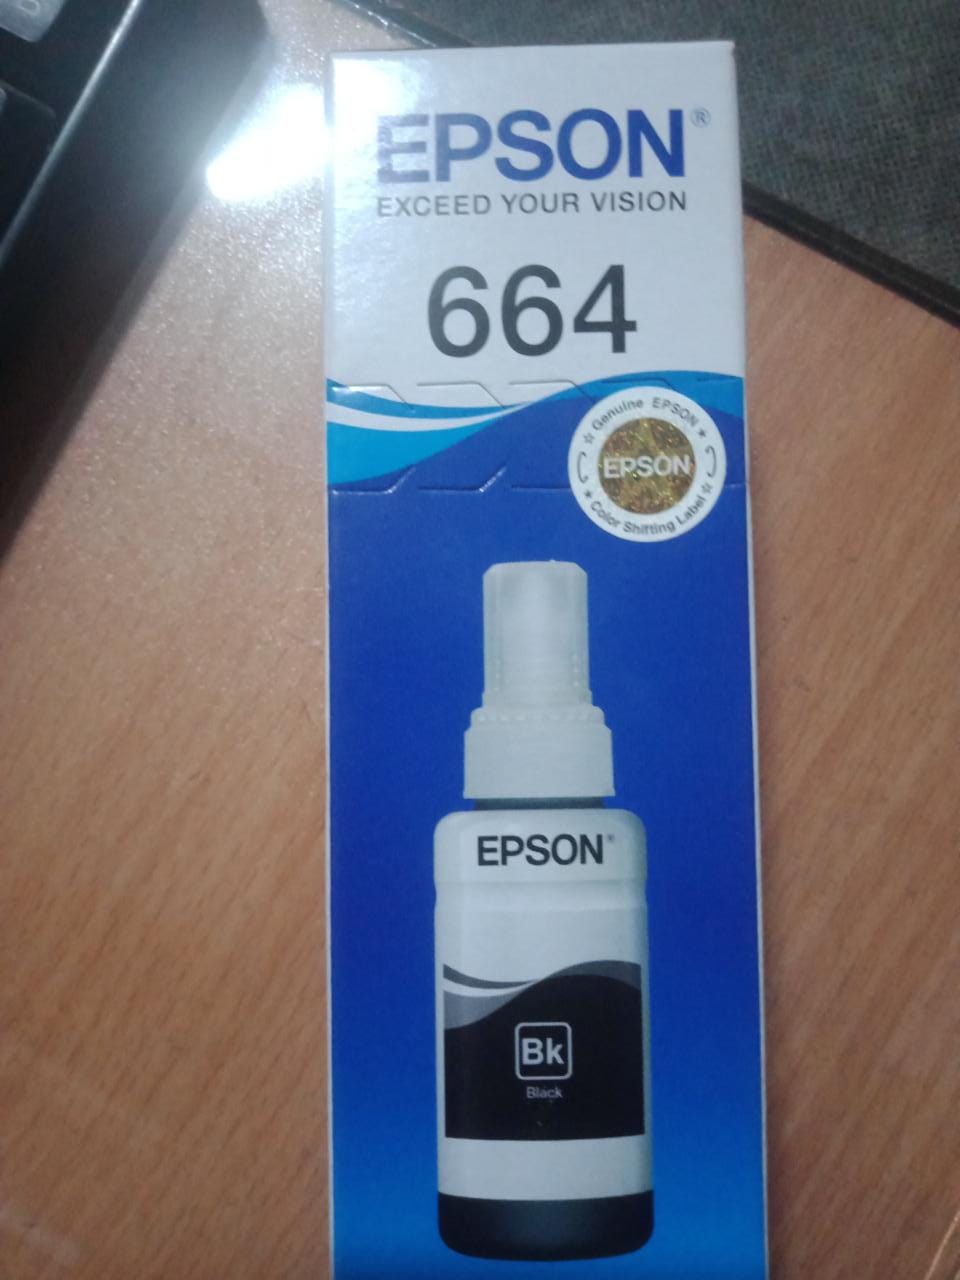 EPSON®
EXCEED YOUR VISION
664
☆ Genuine EPSON ★
EPSON
★ Color Shifting Label ☆
EPSON®
Bk
Black